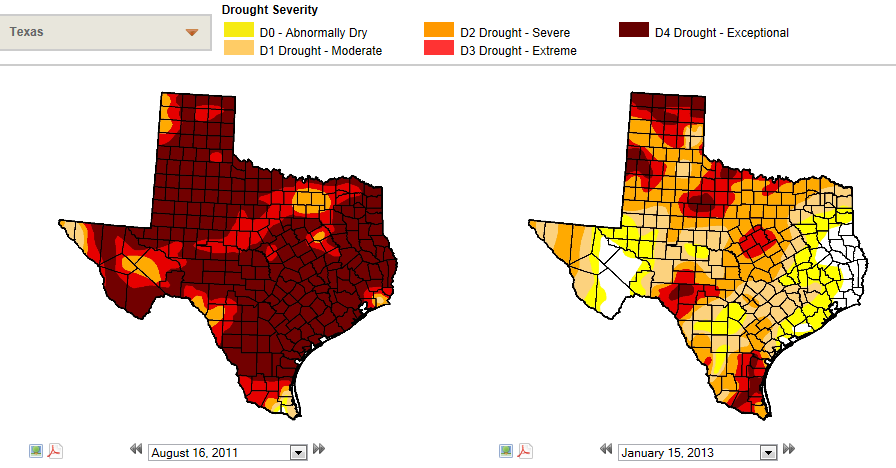 Drought Severity
Texas
D0 - Abnormally Dry
D2 Drought - Severe
D4 Drought - Exceptional
D1 Drought - Moderate
D3 Drought - Extreme
August 16, 2011
January 15, 2013